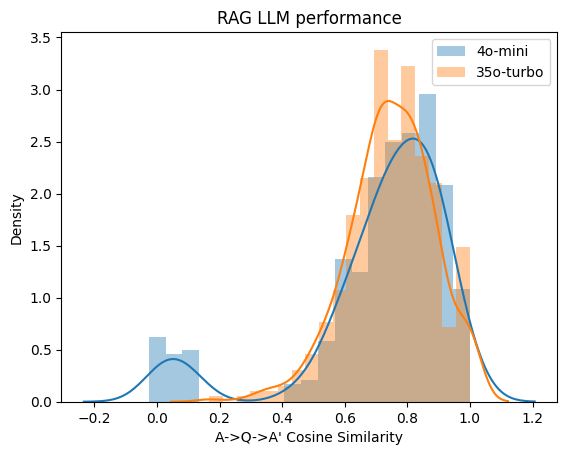 RAG LLM performance
4o-mini
35o-turbo
Density
3.5
3.0
2.5
2.0
1.5
1.0
0.5
0.0
−0.2 0.0 0.2 0.4 0.6 0.8 1.0 1.2
A->Q->A' Cosine Similarity